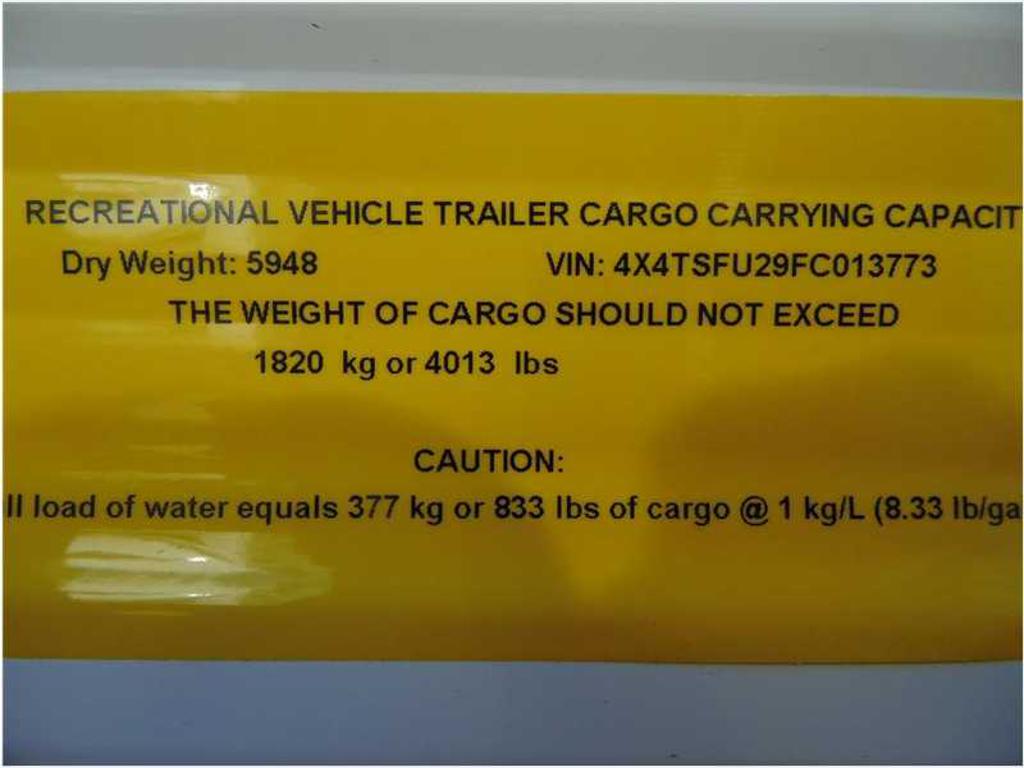 RECREATIONAL VEHICLE TRAILER CARGO CARRYING CAPACIT
Dry Weight: 5948 VIN: 4X4TSFU29FC013773
THE WEIGHT OF CARGO SHOULD NOT EXCEED
1820 kg or 4013 lbs
CAUTION:
ll load of water equals 377 kg or 833 lbs of cargo @ 1 kg/L (8.33 lb/ga